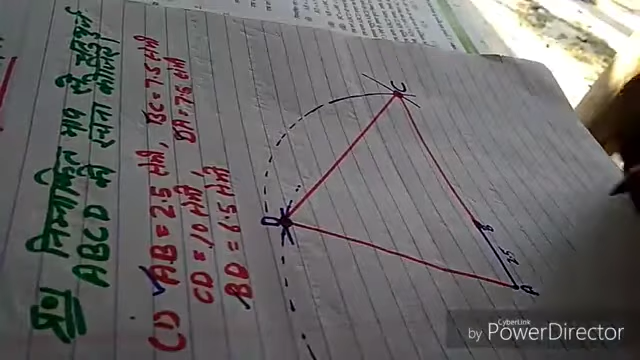 प्र०1 निम्नांकित माप से चतुर्भुज
ABCD की रचना कीजिए।
(1) AB = 2.5 सेमी, BC = 7.5 सेमी
CD = 10 सेमी, DA = 7.5 सेमी
BD = 6.5 सेमी
C
D
B
2.5
A
CyberLink
by PowerDirector